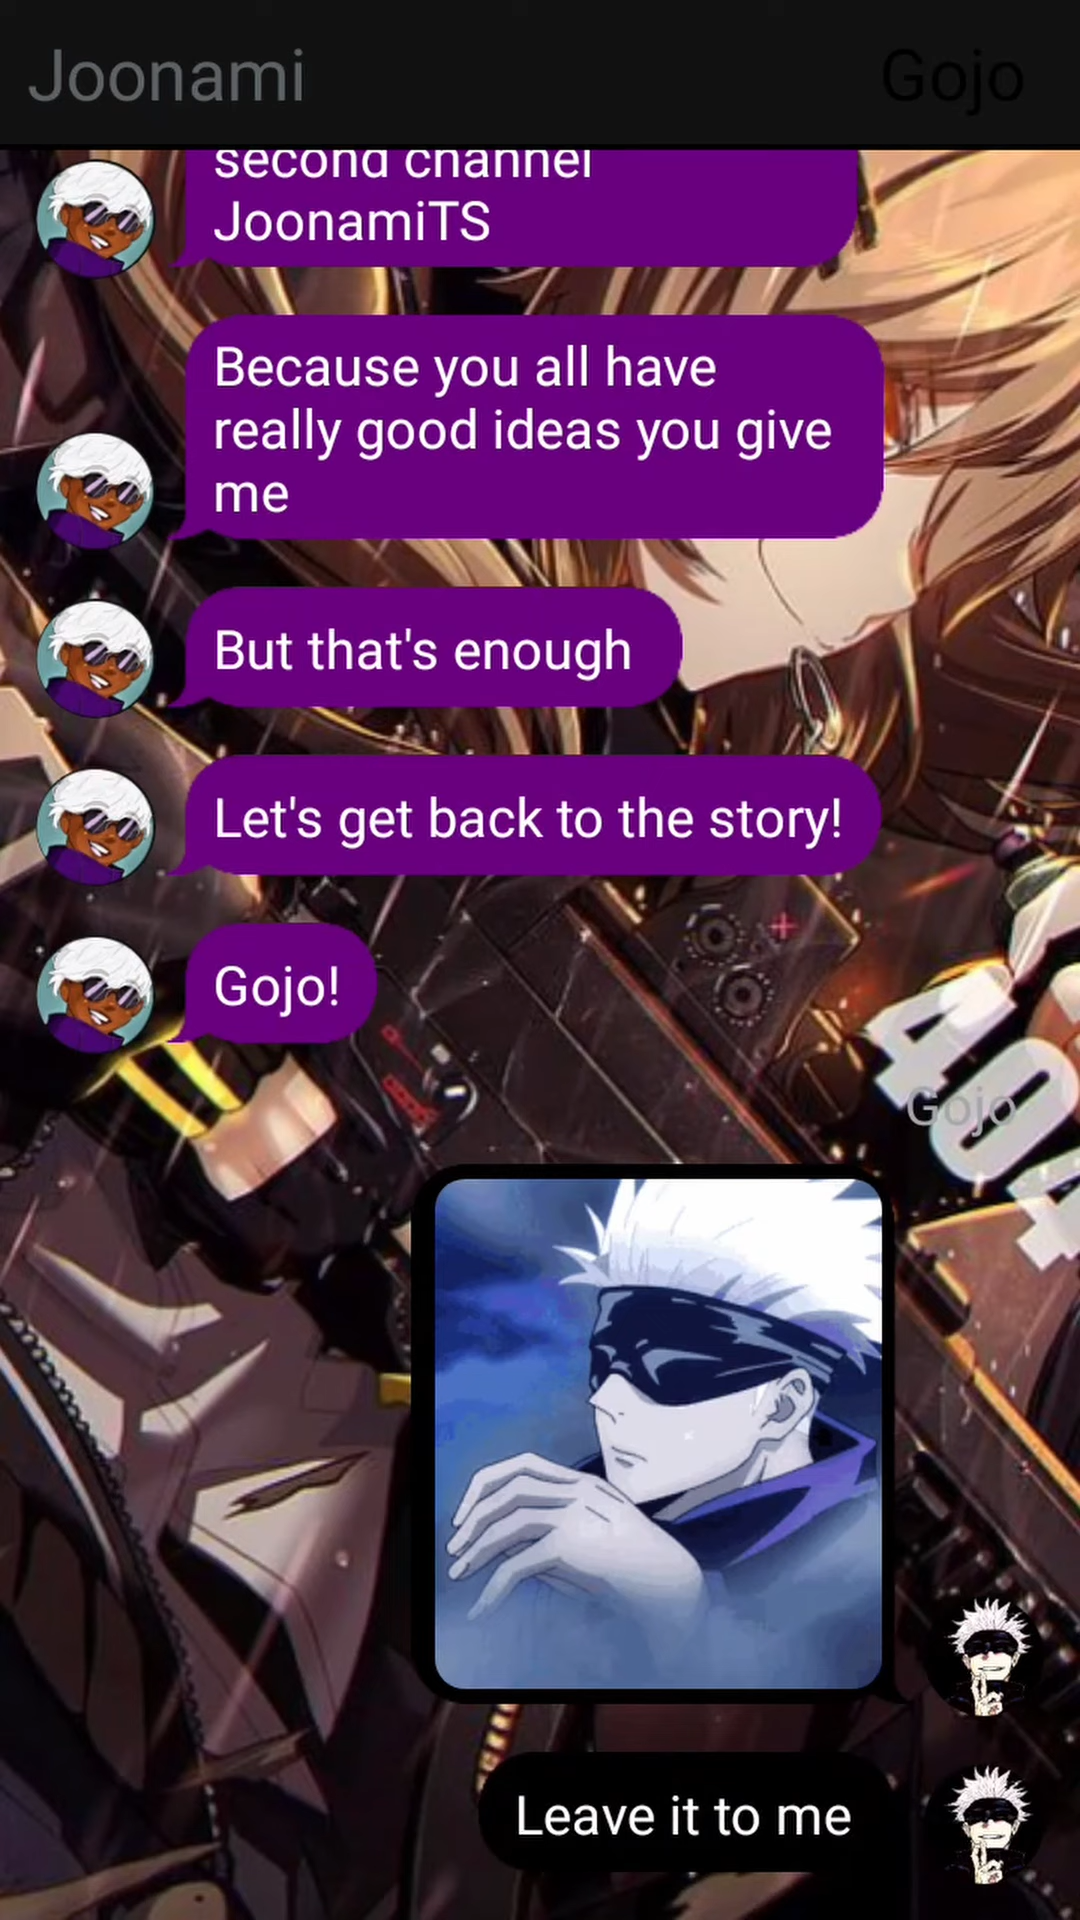 Joonami
Gojo
second channel
JoonamiTS
Because you all have
really good ideas you give
me
But that's enough
Let's get back to the story!
Gojo!
404
Gojo
Leave it to me